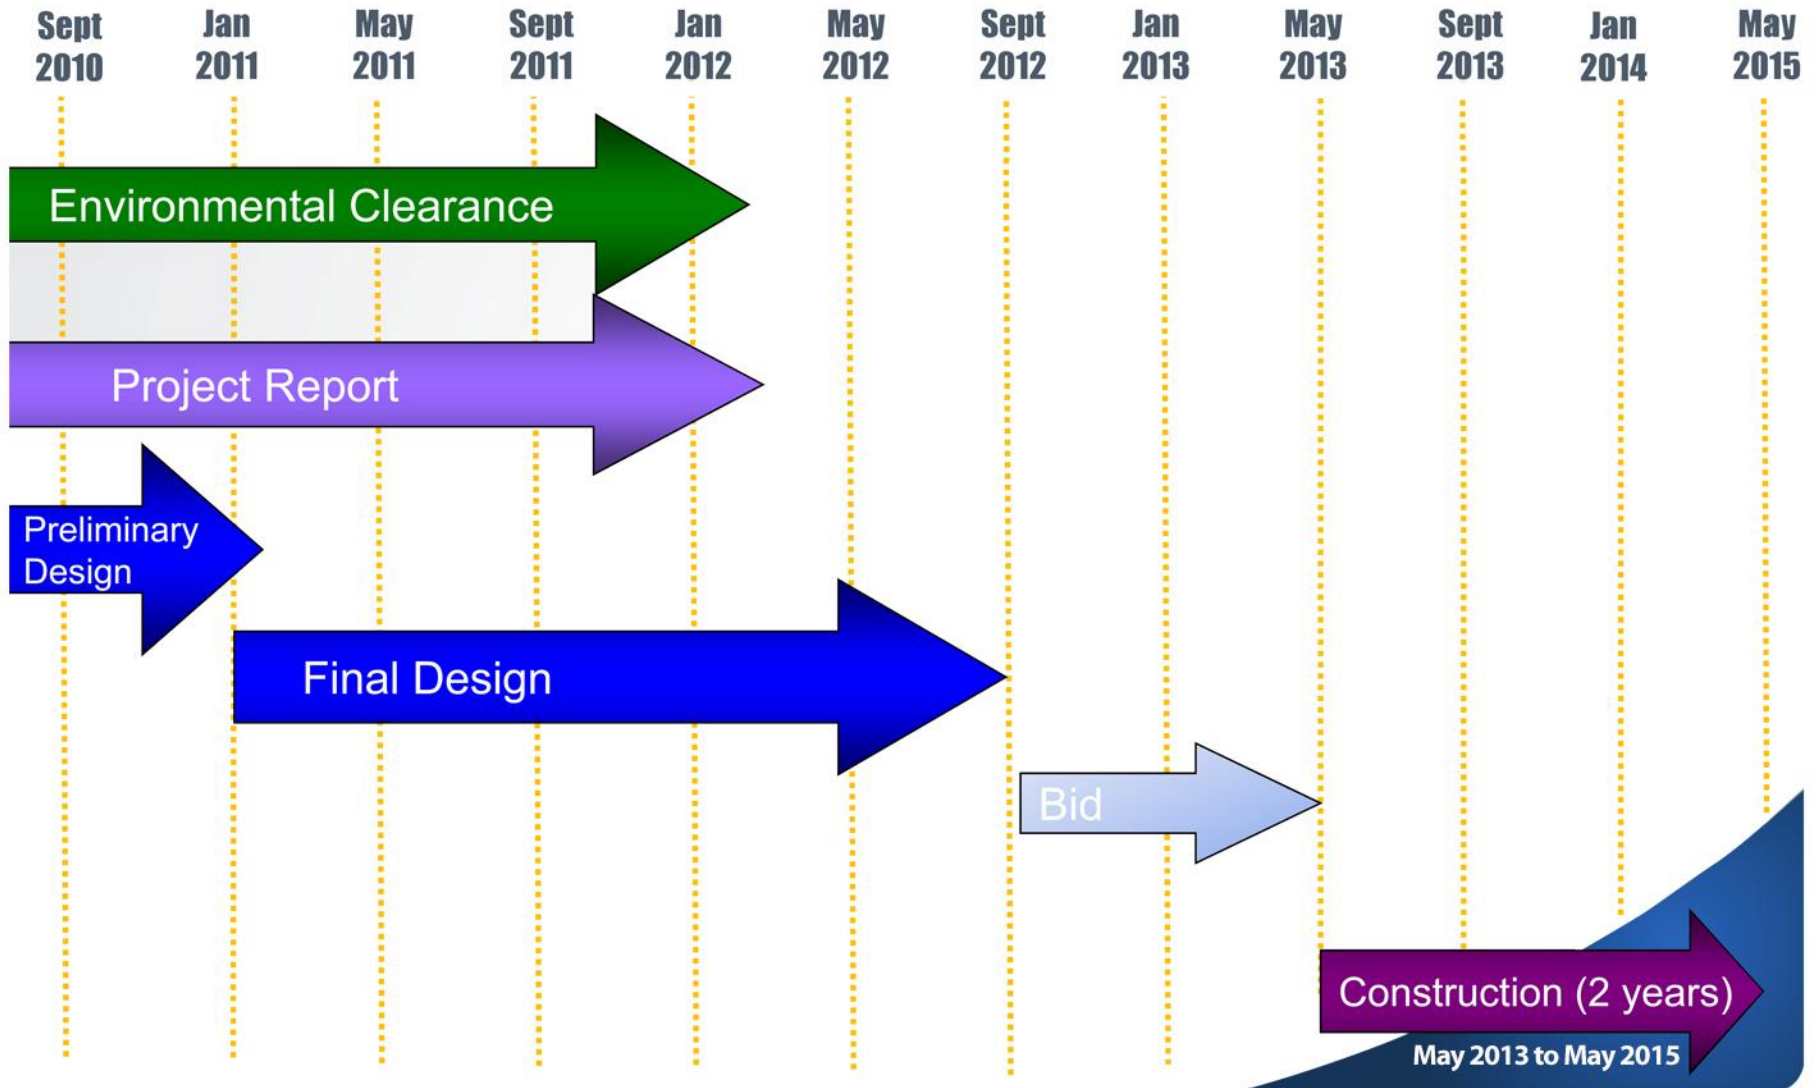 Sept Jan May Sept Jan May Sept Jan May Sept Jan May
2010 2011 2011 2011 2012 2012 2012 2013 2013 2013 2014 2015
Environmental Clearance
Project Report
Preliminary
Design
Final Design
Bid
Construction (2 years)
May 2013 to May 2015